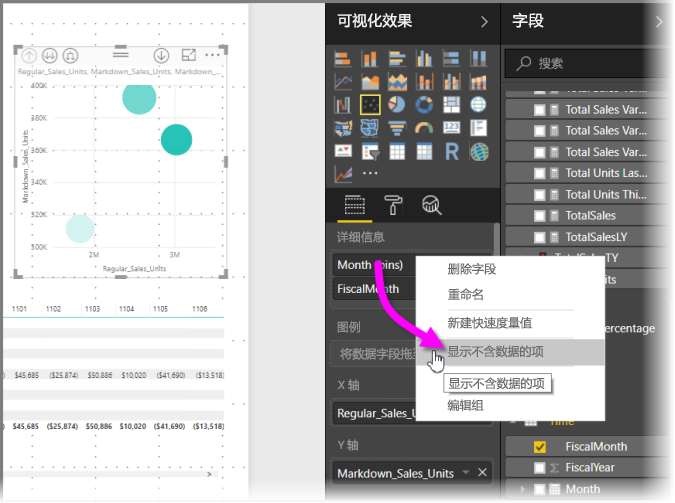 Regular_Sales_Units, Markdown_Sales_Units, Markdown_...
400K
380K
360K
340K
320K
300K
Markdown_Sales_Units
2M
3M
Regular_Sales_Units
1101 1102 1103 1104 1105 1106
$45,685 ($25,874) $50,886 $10,020 ($41,690) ($13,518)
$45,685 ($25,874) $50,886 $10,020 ($41,690) ($13,518)
可视化效果
详细信息
Month (bins)
FiscalMonth
图例
将数据字段拖
X 轴
Regular_Sales_U
Y 轴
Markdown_Sales_Units
删除字段
重命名
新建快速度量值
显示不含数据的项
显示不含数据的项
编辑组
字段
搜索
Total Sales Var...
Total Sales Var...
Total Sales Var...
Total Units Las...
Total Units Thi...
TotalSales
TotalSalesLY
ercentage
Time
FiscalMonth
FiscalYear
Month